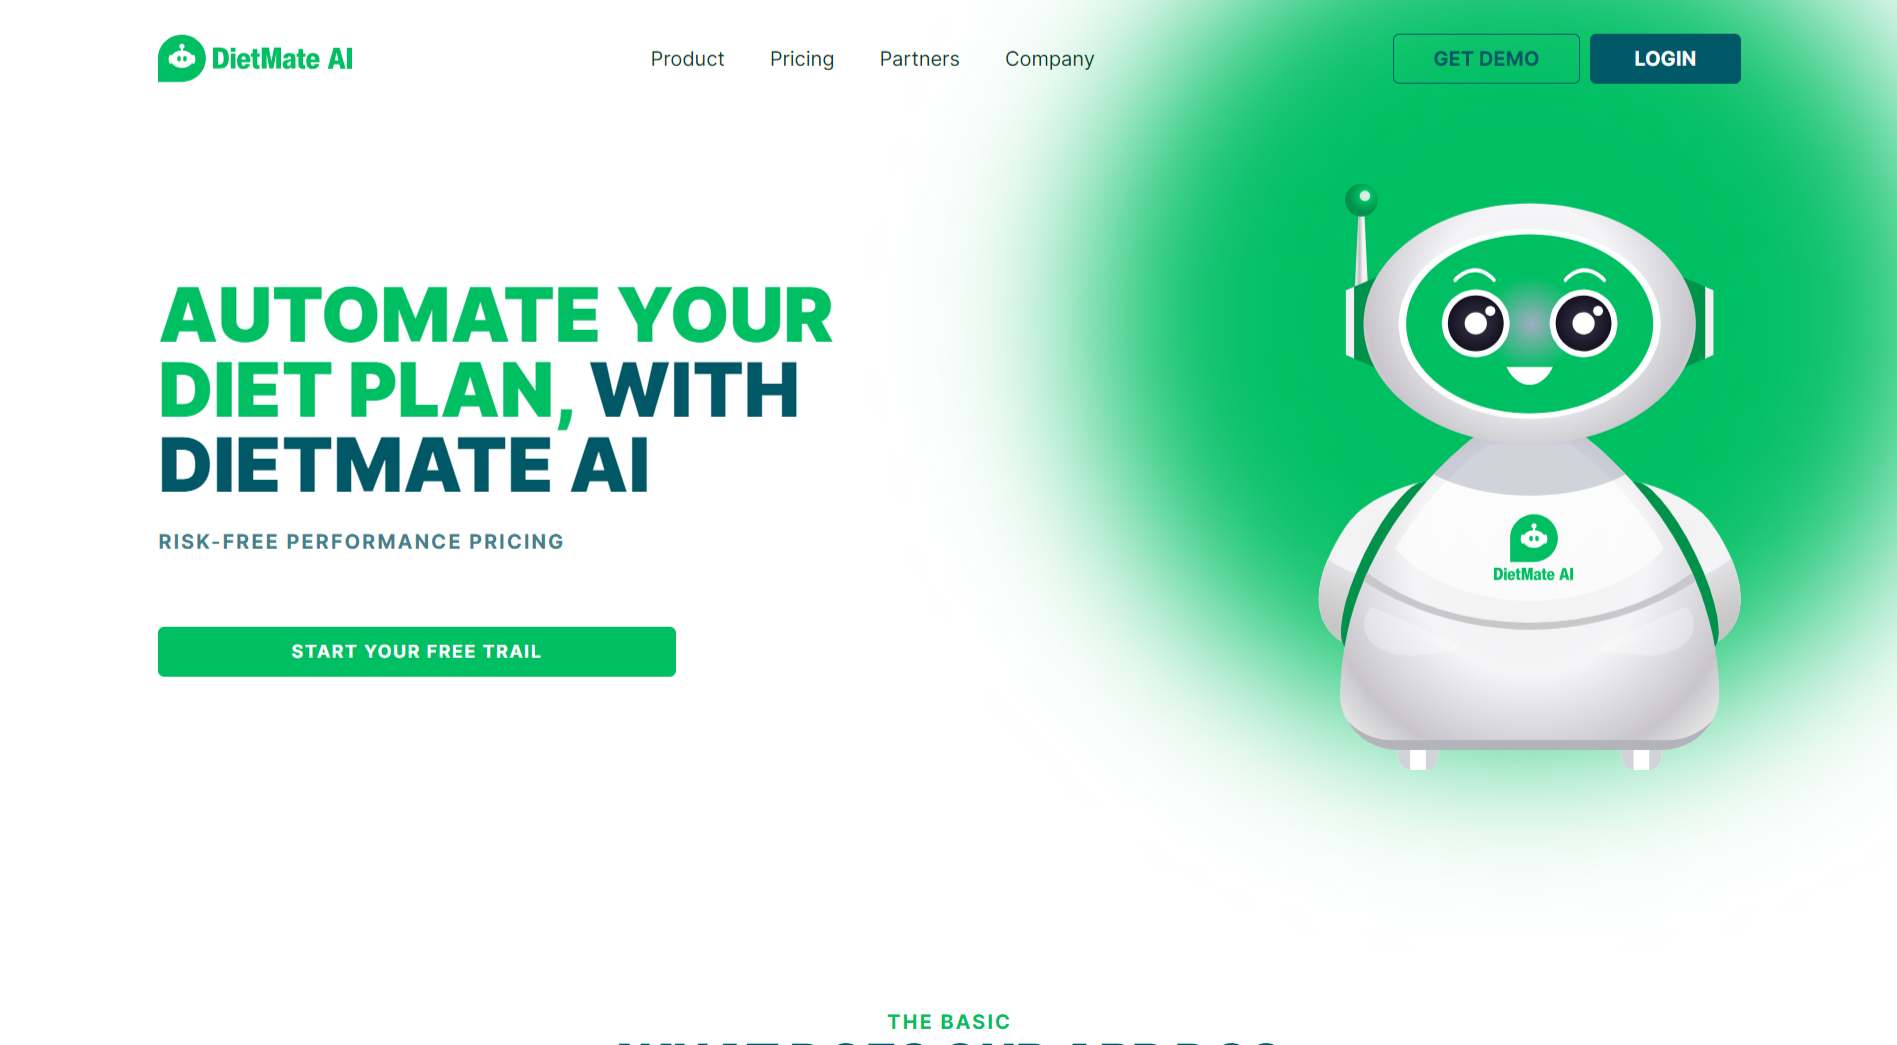 DietMate AI
Product
Pricing
Partners
Company
GET DEMO
LOGIN
AUTOMATE YOUR
DIET PLAN, WITH
DIETMATE AI
RISK-FREE PERFORMANCE PRICING
START YOUR FREE TRAIL
DietMate AI
THE BASIC